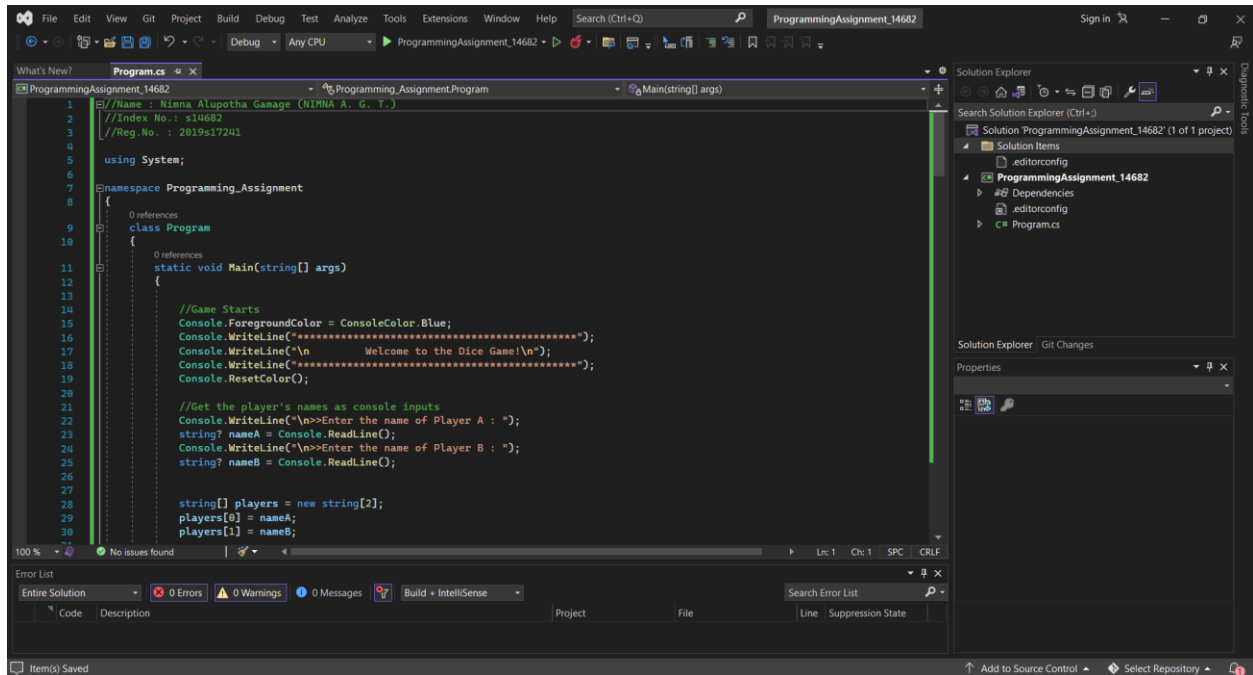 File Edit View Git Project Build Debug Test Analyze Tools Extensions Window Help Search (Ctrl+Q) ProgrammingAssignment_14682 Sign in
Debug Any CPU ProgrammingAssignment_14682
What's New? Program.cs
ProgrammingAssignment_14682 Programming_Assignment.Program Main(string[] args)
1 //Name : Nimna Alupotha Gamage (NIMNA A. G. T.)
2 //Index No.: s14682
3 //Reg.No. : 2019s17241
4
5 using System;
6
7 namespace Programming_Assignment
8 {
0 references
9 class Program
10 {
0 references
11 static void Main(string[] args)
12 {
13
14 //Game Starts
15 Console.ForegroundColor = ConsoleColor.Blue;
16 Console.WriteLine("*********************************************");
17 Console.WriteLine("\n         Welcome to the Dice Game!\n");
18 Console.WriteLine("*********************************************");
19 Console.ResetColor();
20
21 //Get the player's names as console inputs
22 Console.WriteLine("\n>>Enter the name of Player A : ");
23 string? nameA = Console.ReadLine();
24 Console.WriteLine("\n>>Enter the name of Player B : ");
25 string? nameB = Console.ReadLine();
26
27
28 string[] players = new string[2];
29 players[0] = nameA;
30 players[1] = nameB;
100 % No issues found Ln: 1 Ch: 1 SPC CRLF
Error List
Entire Solution 0 Errors 0 Warnings 0 Messages Build + IntelliSense Search Error List
Code Description Project File Line Suppression State
Item(s) Saved Add to Source Control Select Repository 1
Solution Explorer
Search Solution Explorer (Ctrl+;)
Solution 'ProgrammingAssignment_14682' (1 of 1 project)
Solution Items
.editorconfig
ProgrammingAssignment_14682
Dependencies
.editorconfig
C# Program.cs
Solution Explorer Git Changes
Properties
Diagnostic Tools